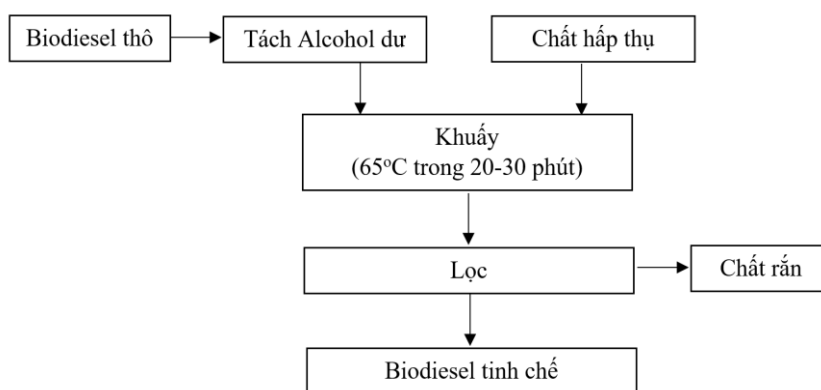 Biodiesel thô
Tách Alcohol dư
Chất hấp thụ
Khuấy
(65°C trong 20-30 phút)
Lọc
Chất rắn
Biodiesel tinh chế